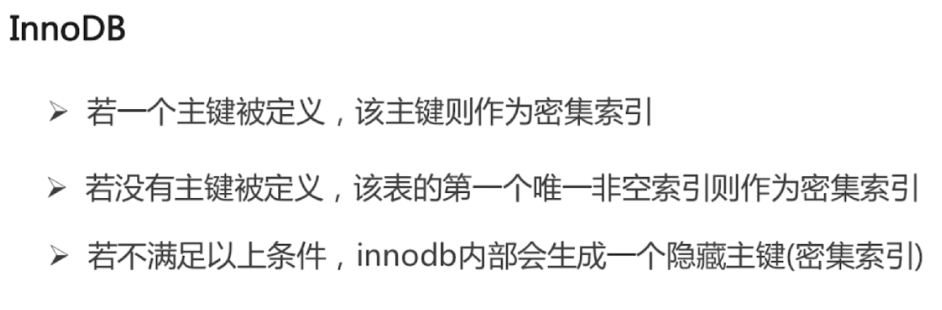 InnoDB
若一个主键被定义，该主键则作为密集索引
若没有主键被定义，该表的第一个唯一非空索引则作为密集索引
若不满足以上条件，innodb内部会生成一个隐藏主键(密集索引)